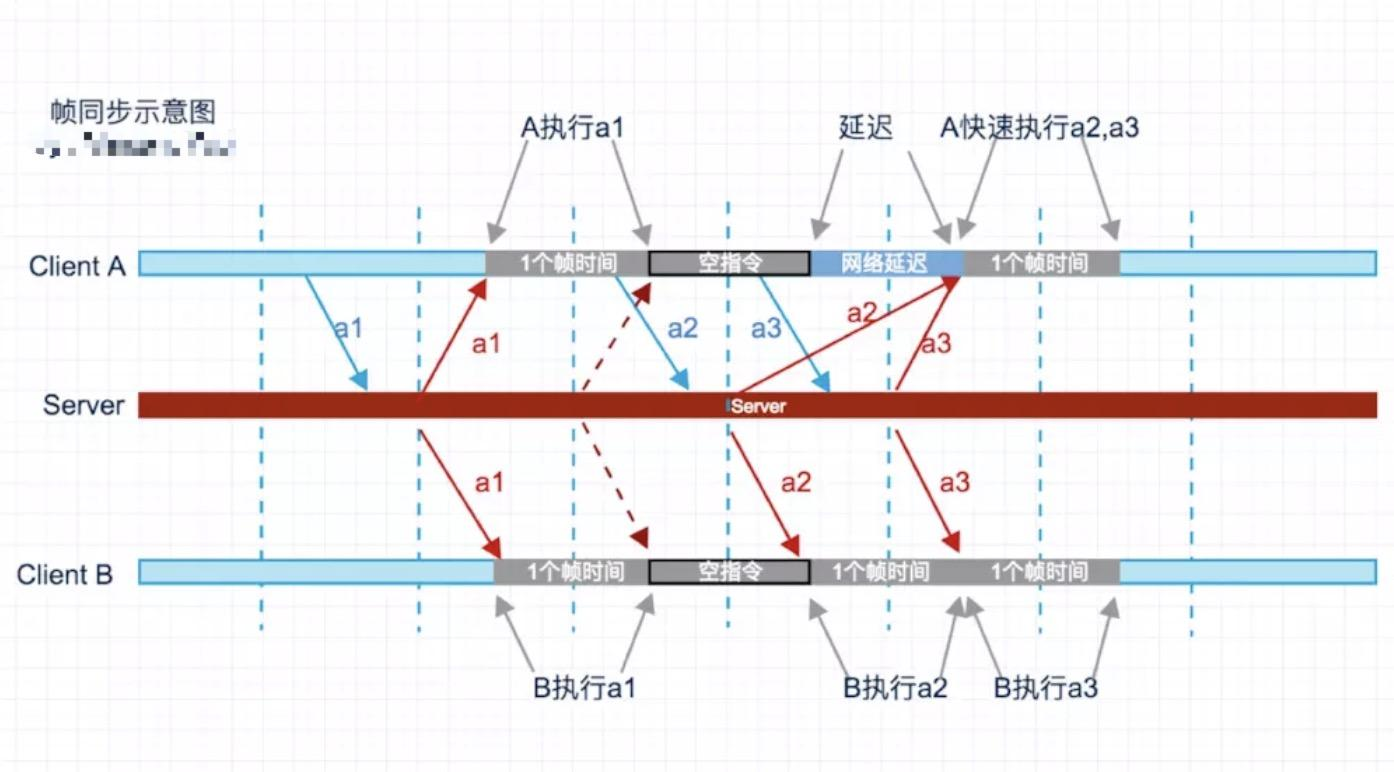 帧同步示意图
A执行a1
延迟
A快速执行a2,a3
Client A
1个帧时间
空指令
网络延迟
1个帧时间
a1
a1
a2
a3
a2
a3
Server
Server
a1
a2
a3
Client B
1个帧时间
空指令
1个帧时间
1个帧时间
B执行a1
B执行a2
B执行a3